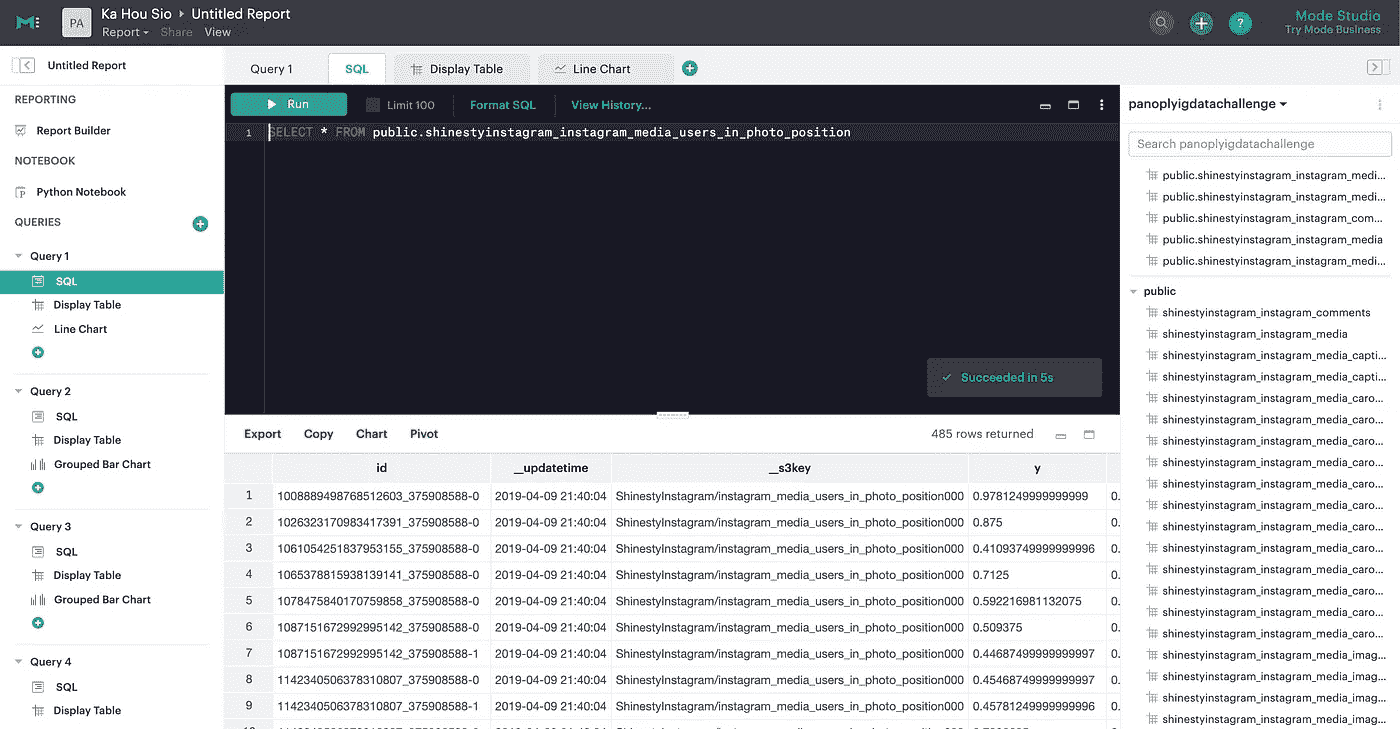 PA
Ka Hou Sio ▸ Untitled Report
Report Share View
Mode Studio
Try Mode Business
Untitled Report
REPORTING
Report Builder
NOTEBOOK
Python Notebook
QUERIES
Query 1
SQL
Display Table
Line Chart
Query 2
SQL
Display Table
Grouped Bar Chart
Query 3
SQL
Display Table
Grouped Bar Chart
Query 4
SQL
Display Table
Query 1 SQL Display Table Line Chart
Run Limit 100 Format SQL View History...
1 SELECT * FROM public.shinestyinstagram_instagram_media_users_in_photo_position
Succeeded in 5s
Export Copy Chart Pivot 485 rows returned
id __updatetime __s3key y
1 1008889498768512603_375908588-0 2019-04-09 21:40:04 ShinestyInstagram/instagram_media_users_in_photo_position000 0.9781249999999999 0.
2 1026323170983417391_375908588-0 2019-04-09 21:40:04 ShinestyInstagram/instagram_media_users_in_photo_position000 0.875 0.
3 1061054251837953155_375908588-0 2019-04-09 21:40:04 ShinestyInstagram/instagram_media_users_in_photo_position000 0.41093749999999996 0.
4 1065378815938139141_375908588-0 2019-04-09 21:40:04 ShinestyInstagram/instagram_media_users_in_photo_position000 0.7125 0.
5 1078475840170759858_375908588-0 2019-04-09 21:40:04 ShinestyInstagram/instagram_media_users_in_photo_position000 0.592216981132075 0.
6 1087151672992995142_375908588-0 2019-04-09 21:40:04 ShinestyInstagram/instagram_media_users_in_photo_position000 0.509375 0.
7 1087151672992995142_375908588-1 2019-04-09 21:40:04 ShinestyInstagram/instagram_media_users_in_photo_position000 0.44687499999999997 0.
8 1142340506378310807_375908588-0 2019-04-09 21:40:04 ShinestyInstagram/instagram_media_users_in_photo_position000 0.45468749999999997 0.
9 1142340506378310807_375908588-1 2019-04-09 21:40:04 ShinestyInstagram/instagram_media_users_in_photo_position000 0.45781249999999996 0.
panoplyigdatachallenge
Search panoplyigdatachallenge
public.shinestyinstagram_instagram_medi...
public.shinestyinstagram_instagram_medi...
public.shinestyinstagram_instagram_com...
public.shinestyinstagram_instagram_media
public.shinestyinstagram_instagram_medi...
public
shinestyinstagram_instagram_comments
shinestyinstagram_instagram_media
shinestyinstagram_instagram_media_capti...
shinestyinstagram_instagram_media_capti...
shinestyinstagram_instagram_media_caro...
shinestyinstagram_instagram_media_caro...
shinestyinstagram_instagram_media_caro...
shinestyinstagram_instagram_media_caro...
shinestyinstagram_instagram_media_caro...
shinestyinstagram_instagram_media_caro...
shinestyinstagram_instagram_media_caro...
shinestyinstagram_instagram_media_caro...
shinestyinstagram_instagram_media_caro...
shinestyinstagram_instagram_media_caro...
shinestyinstagram_instagram_media_caro...
shinestyinstagram_instagram_media_caro...
shinestyinstagram_instagram_media_imag...
shinestyinstagram_instagram_media_imag...
shinestyinstagram_instagram_media_imag...
shinestyinstagram_instagram_media_imag...